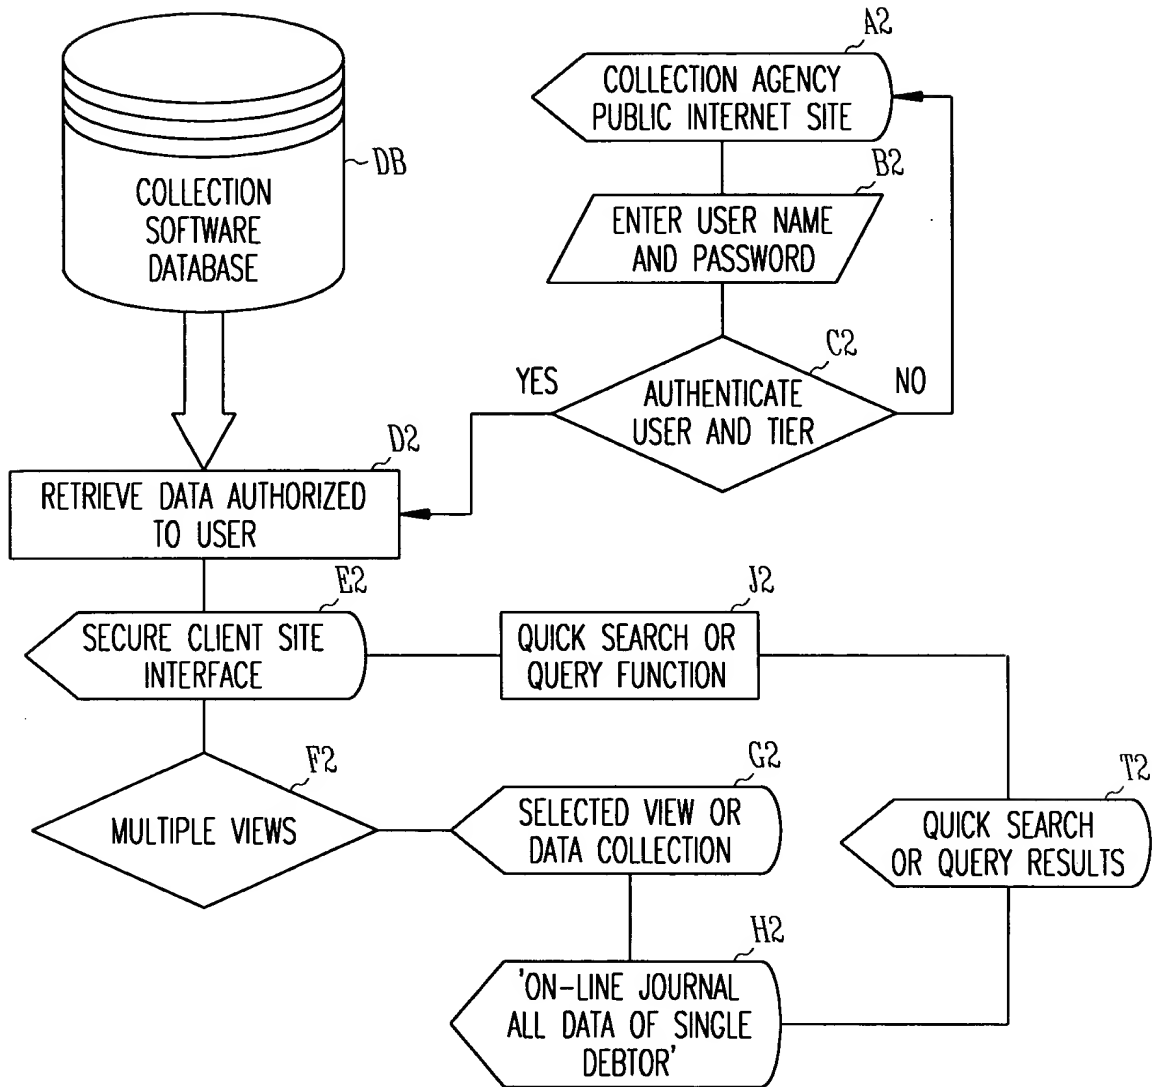 A2
COLLECTION AGENCY
PUBLIC INTERNET SITE
DB
COLLECTION
SOFTWARE
DATABASE
B2
ENTER USER NAME
AND PASSWORD
C2
YES
NO
AUTHENTICATE
USER AND TIER
D2
RETRIEVE DATA AUTHORIZED
TO USER
E2
SECURE CLIENT SITE
INTERFACE
J2
QUICK SEARCH OR
QUERY FUNCTION
F2
MULTIPLE VIEWS
G2
SELECTED VIEW OR
DATA COLLECTION
T2
QUICK SEARCH
OR QUERY RESULTS
H2
'ON-LINE JOURNAL
ALL DATA OF SINGLE
DEBTOR'